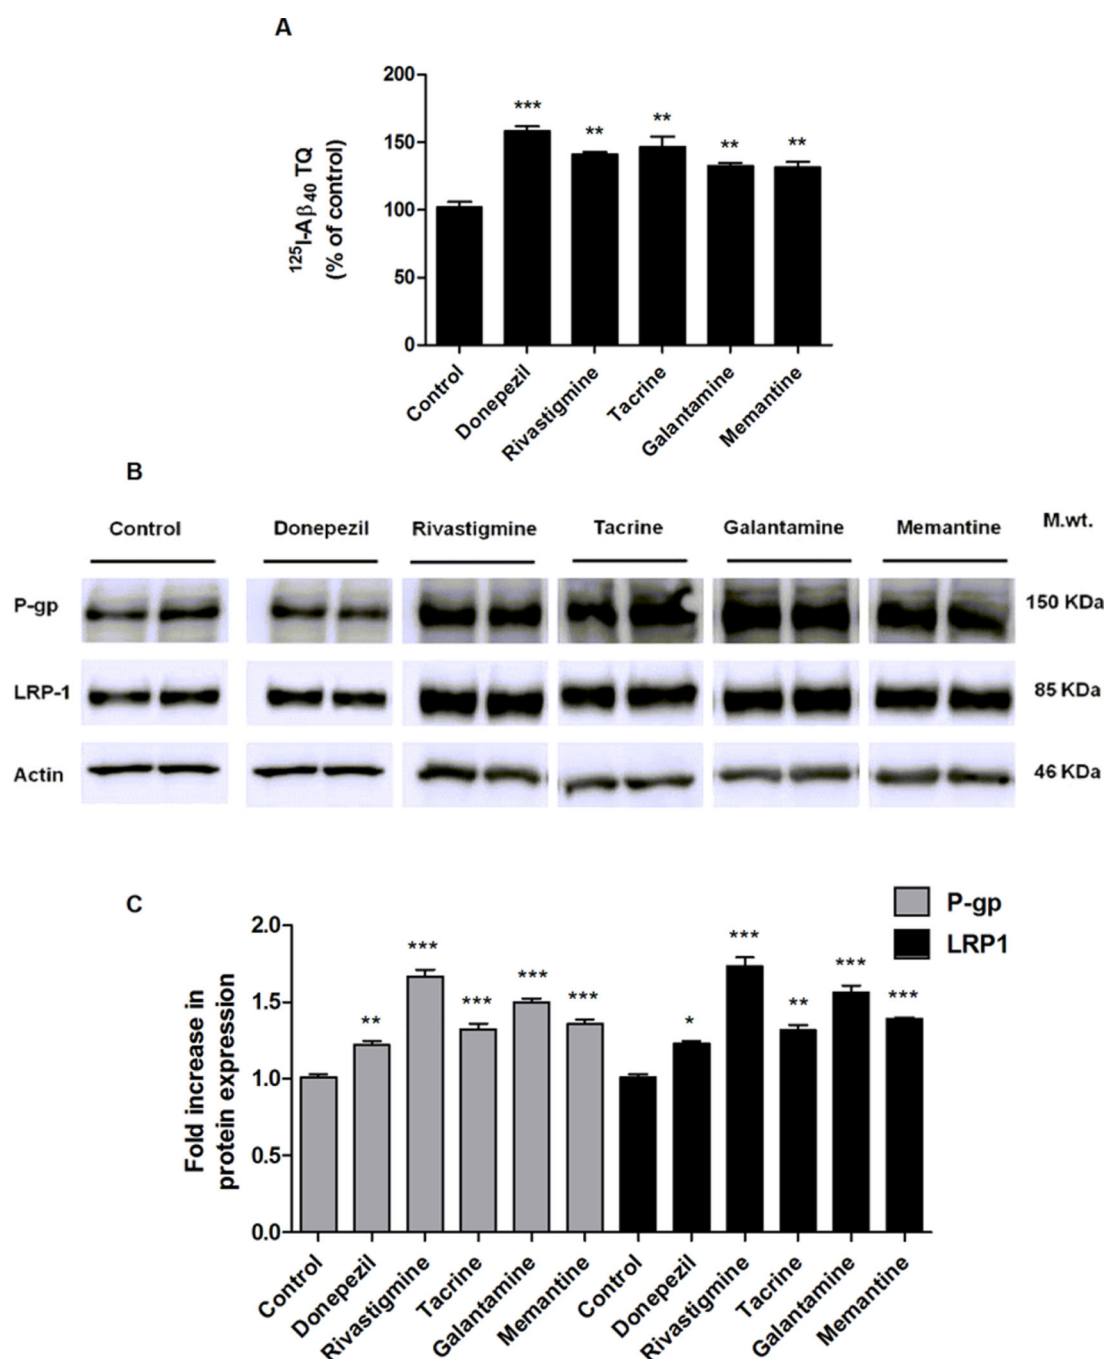 A
200
150
100
50
0
¹²⁵I-Aβ₄₀ TQ
(% of control)
***
**
**
**
**
Control
Donepezil
Rivastigmine
Tacrine
Galantamine
Memantine
B
Control Donepezil Rivastigmine Tacrine Galantamine Memantine M.wt.
P-gp 150 KDa
LRP-1 85 KDa
Actin 46 KDa
C
P-gp
LRP1
2.0
1.5
1.0
0.5
0.0
Fold increase in
protein expression
**
***
***
***
***
*
***
**
***
***
Control
Donepezil
Rivastigmine
Tacrine
Galantamine
Memantine
Control
Donepezil
Rivastigmine
Tacrine
Galantamine
Memantine